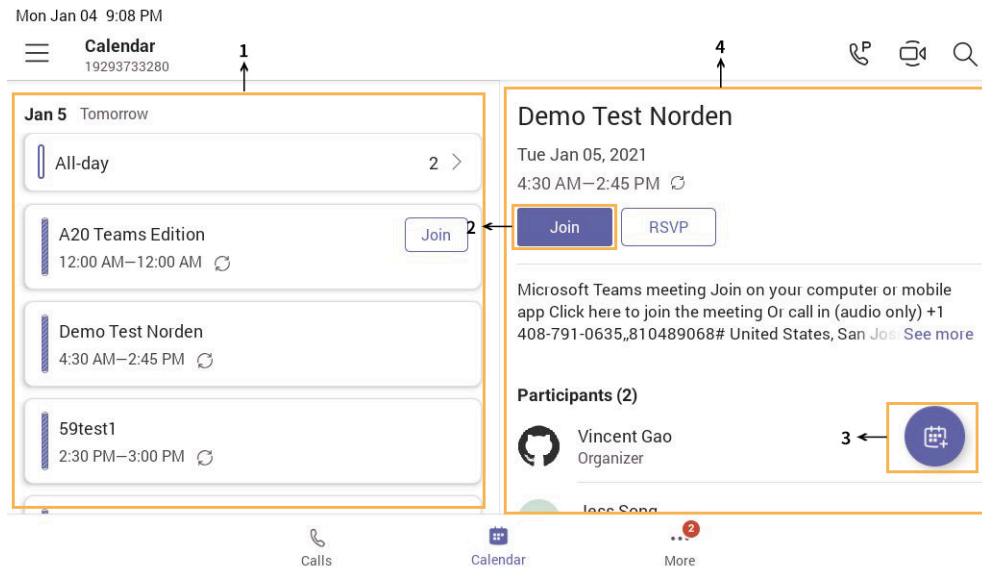 Mon Jan 04 9:08 PM
Calendar
19293733280
1
4
P
Jan 5 Tomorrow
All-day 2
A20 Teams Edition
12:00 AM—12:00 AM
Join
2
Demo Test Norden
4:30 AM—2:45 PM
59test1
2:30 PM—3:00 PM
Demo Test Norden
Tue Jan 05, 2021
4:30 AM—2:45 PM
Join RSVP
Microsoft Teams meeting Join on your computer or mobile
app Click here to join the meeting Or call in (audio only) +1
408-791-0635,,810489068# United States, San Jos See more
Participants (2)
Vincent Gao
Organizer
3
Jess Song
Calls
Calendar
2
More